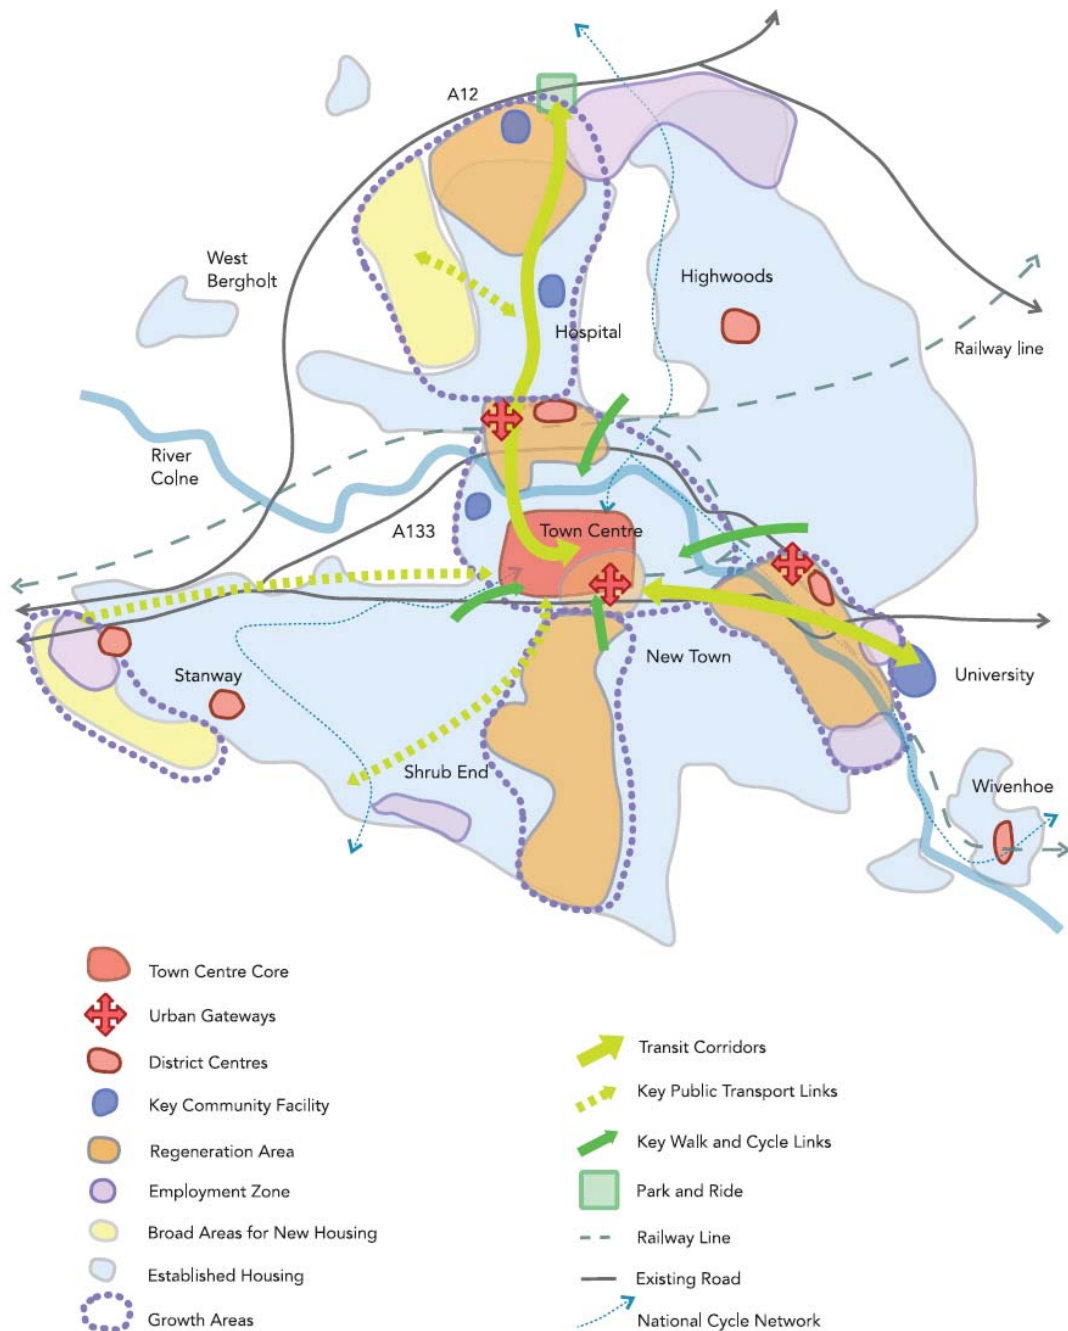 A12
West
Bergholt
Highwoods
Hospital
Railway line
River
Colne
A133
Town Centre
New Town
Stanway
University
Shrub End
Wivenhoe
Town Centre Core
Urban Gateways
District Centres
Key Community Facility
Regeneration Area
Employment Zone
Broad Areas for New Housing
Established Housing
Growth Areas
Transit Corridors
Key Public Transport Links
Key Walk and Cycle Links
Park and Ride
Railway Line
Existing Road
National Cycle Network